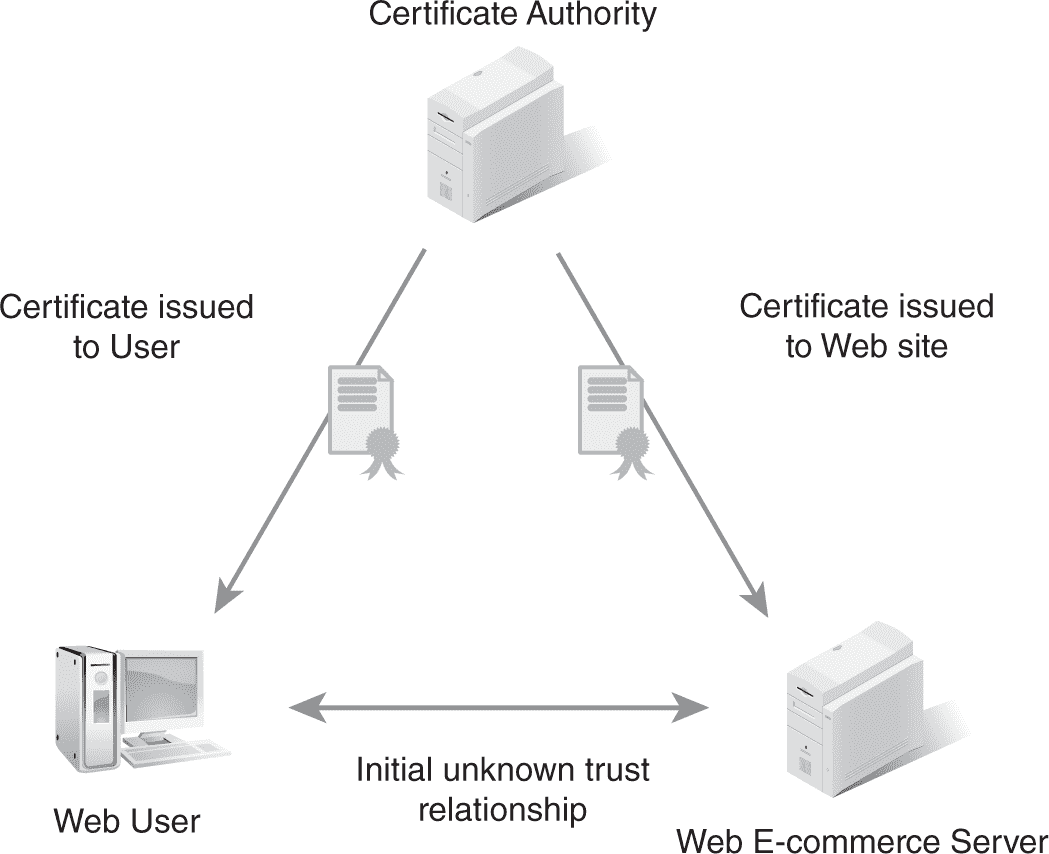 Certificate Authority
Certificate issued
to User
Certificate issued
to Web site
Initial unknown trust
relationship
Web User
Web E-commerce Server